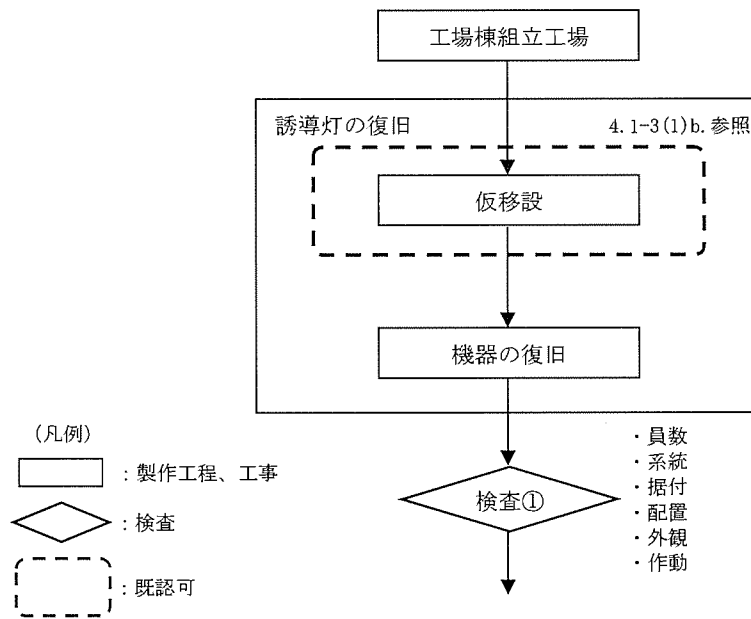 工場棟組立工場
誘導灯の復旧
4.1-3(1)b.参照
仮移設
機器の復旧
検査①
・員数
・系統
・据付
・配置
・外観
・作動
(凡例)
：製作工程、工事
：検査
：既認可